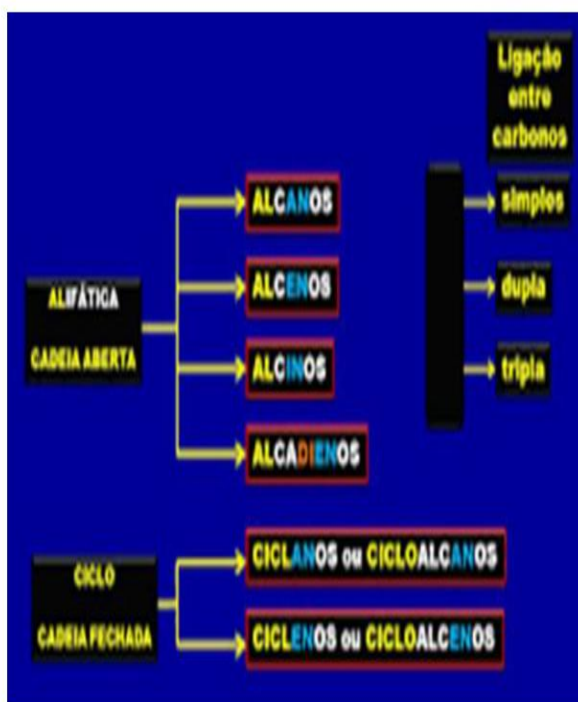 Ligação
entre
carbonos
ALCANOS
simples
ALIFÁTICA
CADEIA ABERTA
ALCENOS
dupla
ALCINOS
tripla
ALCADIENOS
CICLO
CADEIA FECHADA
CICLANOS ou CICLOALCANOS
CICLENOS ou CICLOALCENOS